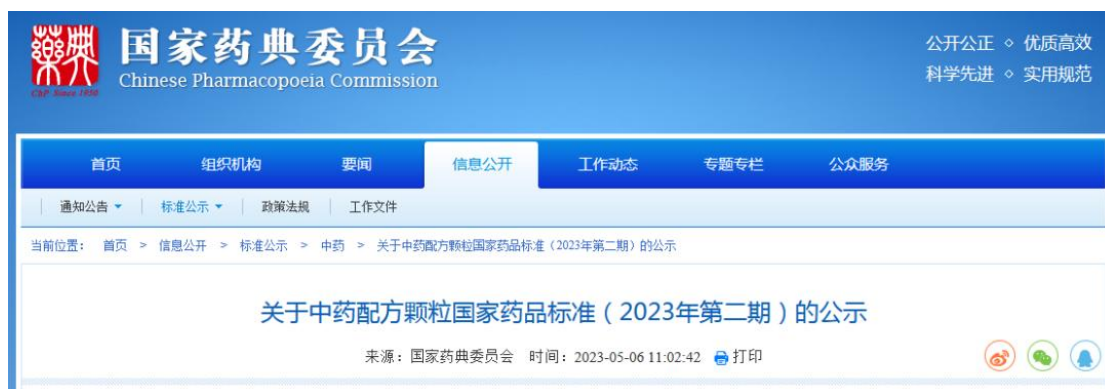 藥典
国家药典委员会
Chinese Pharmacopoeia Commission
ChP Since 1950
公开公正 ◇ 优质高效
科学先进 ◇ 实用规范
首页 组织机构 要闻 信息公开 工作动态 专题专栏 公众服务
通知公告 标准公示 政策法规 工作文件
当前位置： 首页 > 信息公开 > 标准公示 > 中药 > 关于中药配方颗粒国家药品标准（2023年第二期）的公示
关于中药配方颗粒国家药品标准（2023年第二期）的公示
来源：国家药典委员会 时间：2023-05-06 11:02:42 打印